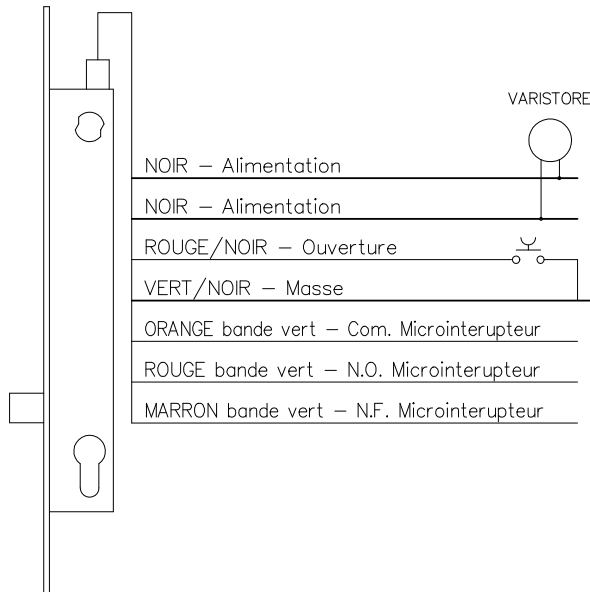 VARISTORE
NOIR – Alimentation
NOIR – Alimentation
ROUGE/NOIR – Ouverture
VERT/NOIR – Masse
ORANGE bande vert – Com. Microinterupteur
ROUGE bande vert – N.O. Microinterupteur
MARRON bande vert – N.F. Microinterupteur